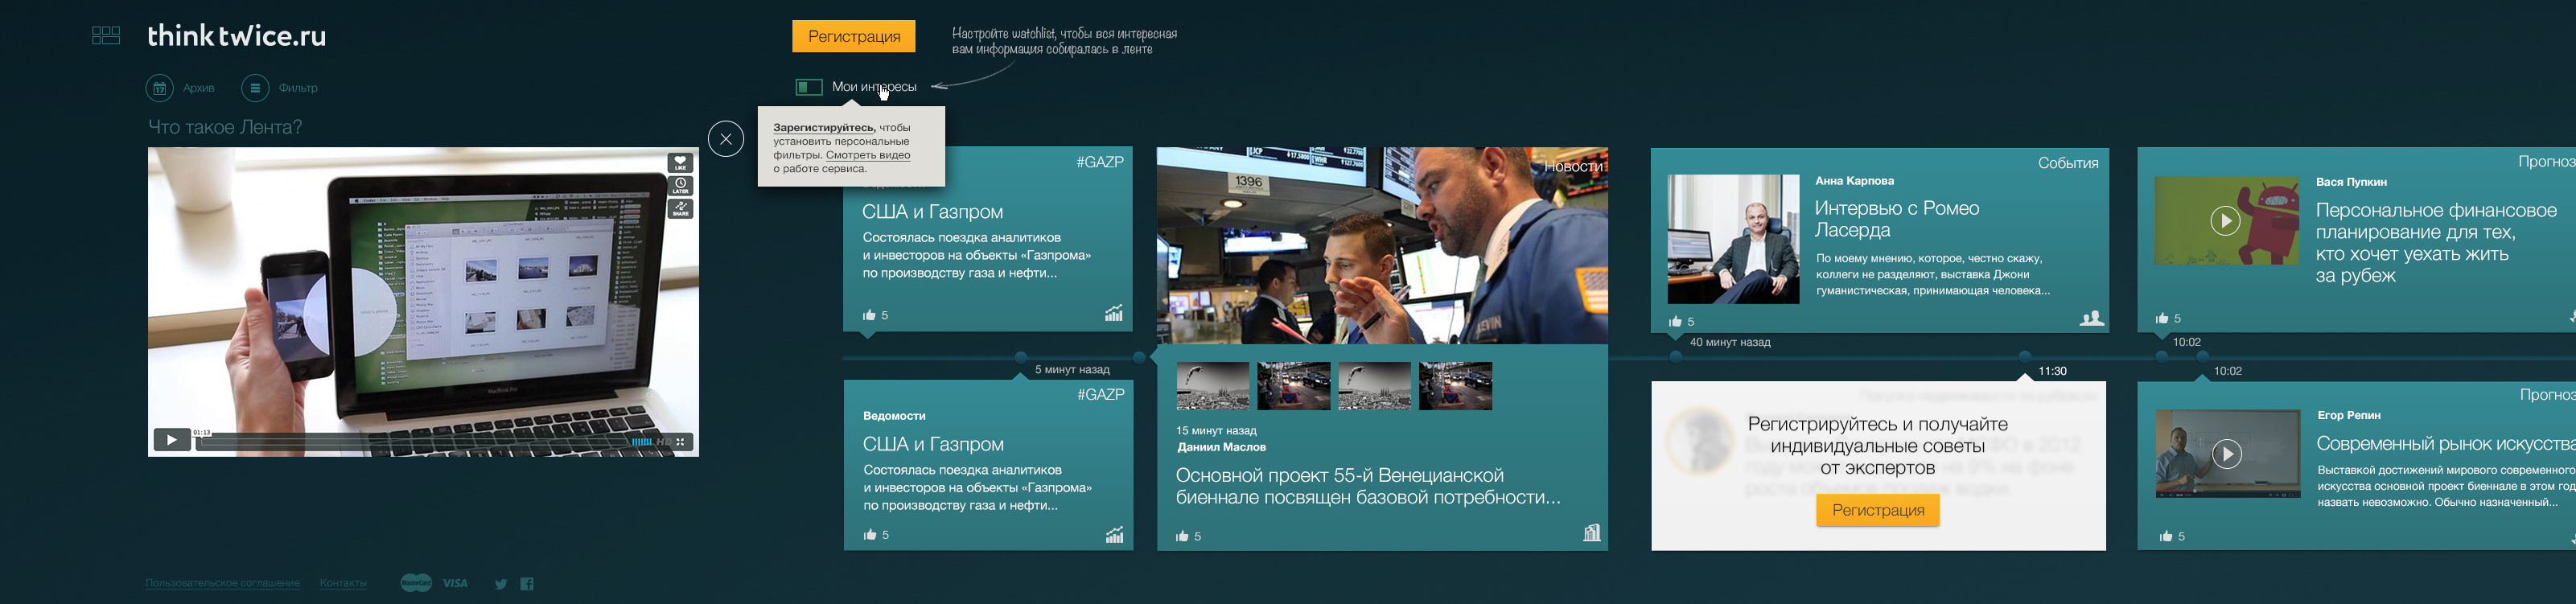 thinktwice.ru
Регистрация
Настройте watchlist, чтобы вся интересная
вам информация собиралась в ленте
17
Архив
Фильтр
Мои интересы
Что такое Лента?
Зарегистируйтесь, чтобы
установить персональные
фильтры. Смотреть видео
о работе сервиса.
LIKE
LATER
SHARE
01:13
HD
#GAZP
США и Газпром
Состоялась поездка аналитиков
и инвесторов на объекты «Газпрома»
по производству газа и нефти...
5
5 минут назад
#GAZP
Ведомости
США и Газпром
Состоялась поездка аналитиков
и инвесторов на объекты «Газпрома»
по производству газа и нефти...
5
Новости
1396
15 минут назад
Даниил Маслов
Основной проект 55-й Венецианской
биеннале посвящен базовой потребности...
5
События
Анна Карпова
Интервью с Ромео
Ласерда
По моему мнению, которое, честно скажу,
коллеги не разделяют, выставка Джони
гуманистическая, принимающая человека...
5
40 минут назад
11:30
Регистрируйтесь и получайте
индивидуальные советы
от экспертов
Регистрация
Прогноз
Вася Пупкин
Персональное финансовое
планирование для тех,
кто хочет уехать жить
за рубеж
5
10:02
10:02
Прогноз
Егор Репин
Современный рынок искусства
Выставкой достижений мирового современного
искусства основной проект биеннале в этом год
назвать невозможно. Обычно назначенный...
5
Пользовательское соглашение
Контакты
MasterCard
VISA